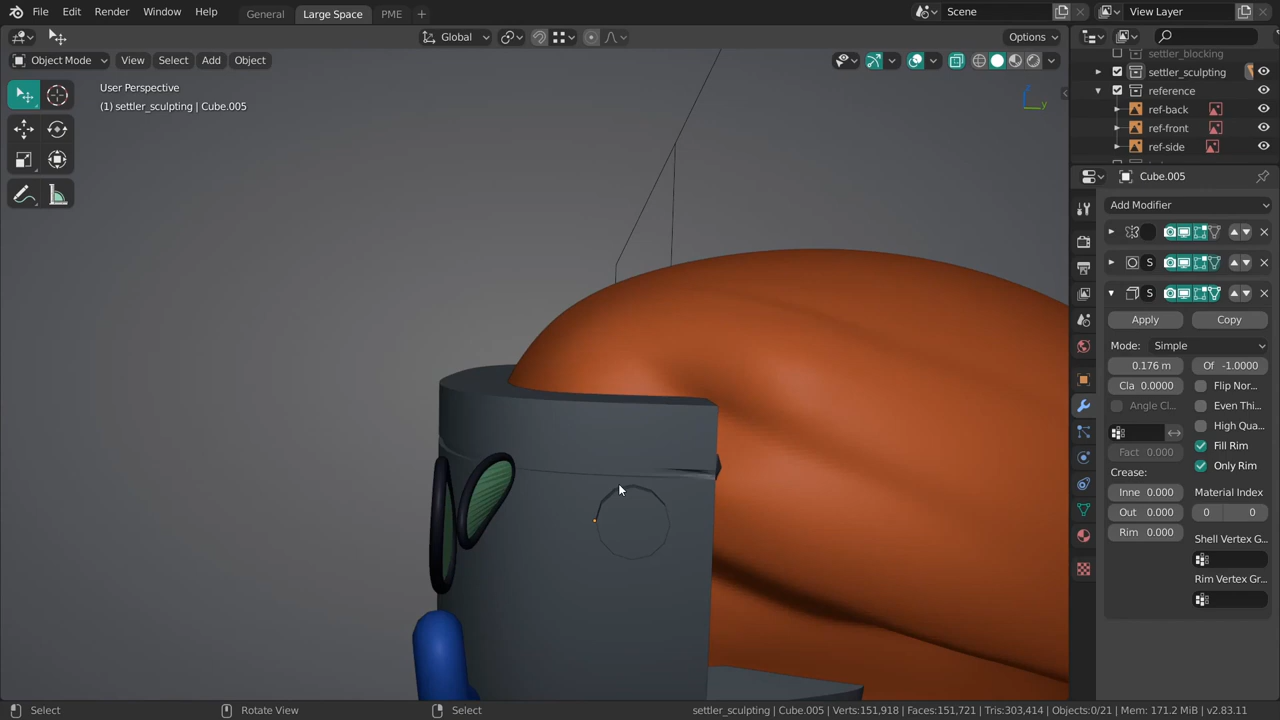 File Edit Render Window Help General Large Space PME + Scene View Layer
Global Options
Object Mode View Select Add Object
User Perspective
(1) settler_sculpting | Cube.005
z
y
settler_blocking
settler_sculpting
reference
ref-back
ref-front
ref-side
Cube.005
Add Modifier
S
S
Apply Copy
Mode: Simple
0.176 m Of -1.0000
Cla 0.0000 Flip Nor...
Angle Cl... Even Thi...
High Qua...
Fact 0.000 Fill Rim
Crease: Only Rim
Inne 0.000 Material Index
Out 0.000 0 0
Rim 0.000 Shell Vertex G...
Rim Vertex Gr...
Select Rotate View Select settler_sculpting | Cube.005 | Verts:151,918 | Faces:151,721 | Tris:303,414 | Objects:0/21 | Mem: 171.2 MiB | v2.83.11